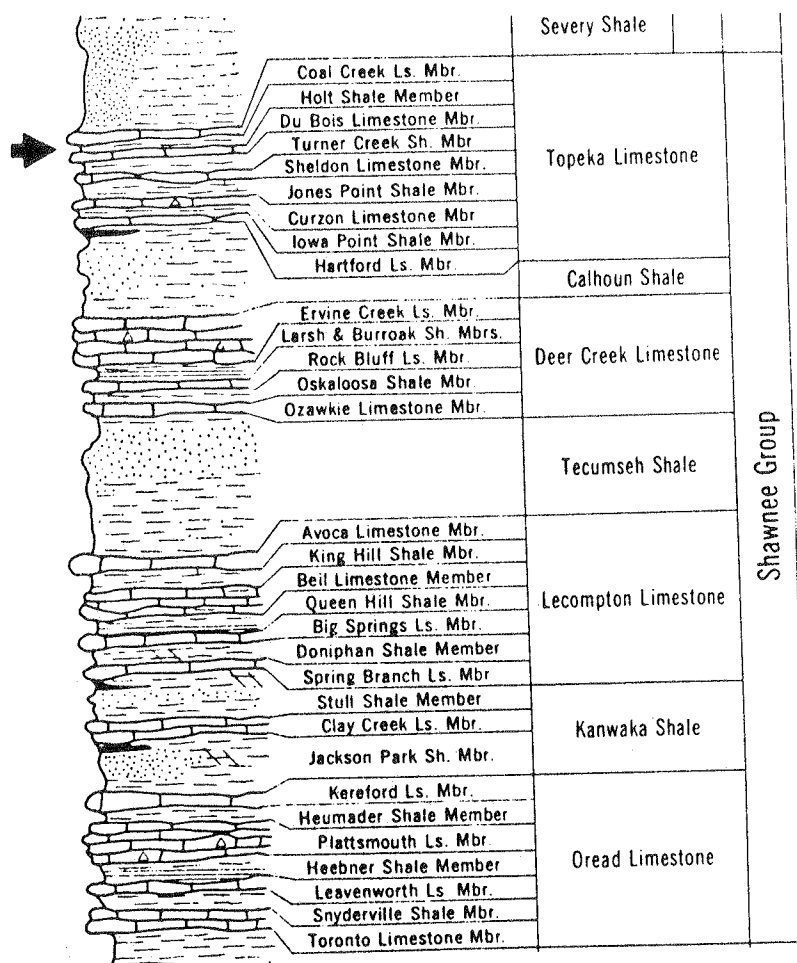 Severy Shale
Coal Creek Ls. Mbr.
Holt Shale Member
Du Bois Limestone Mbr.
Turner Creek Sh. Mbr
Sheldon Limestone Mbr.
Jones Point Shale Mbr.
Curzon Limestone Mbr
Iowa Point Shale Mbr.
Hartford Ls. Mbr.
Topeka Limestone
Calhoun Shale
Ervine Creek Ls. Mbr.
Larsh & Burroak Sh. Mbrs.
Rock Bluff Ls. Mbr.
Oskaloosa Shale Mbr.
Ozawkie Limestone Mbr.
Deer Creek Limestone
Tecumseh Shale
Avoca Limestone Mbr.
King Hill Shale Mbr.
Beil Limestone Member
Queen Hill Shale Mbr.
Big Springs Ls. Mbr.
Doniphan Shale Member
Spring Branch Ls. Mbr
Lecompton Limestone
Stull Shale Member
Clay Creek Ls. Mbr.
Jackson Park Sh. Mbr.
Kanwaka Shale
Kereford Ls. Mbr.
Heumader Shale Member
Plattsmouth Ls. Mbr.
Heebner Shale Member
Leavenworth Ls Mbr.
Snyderville Shale Mbr.
Toronto Limestone Mbr.
Oread Limestone
Shawnee Group